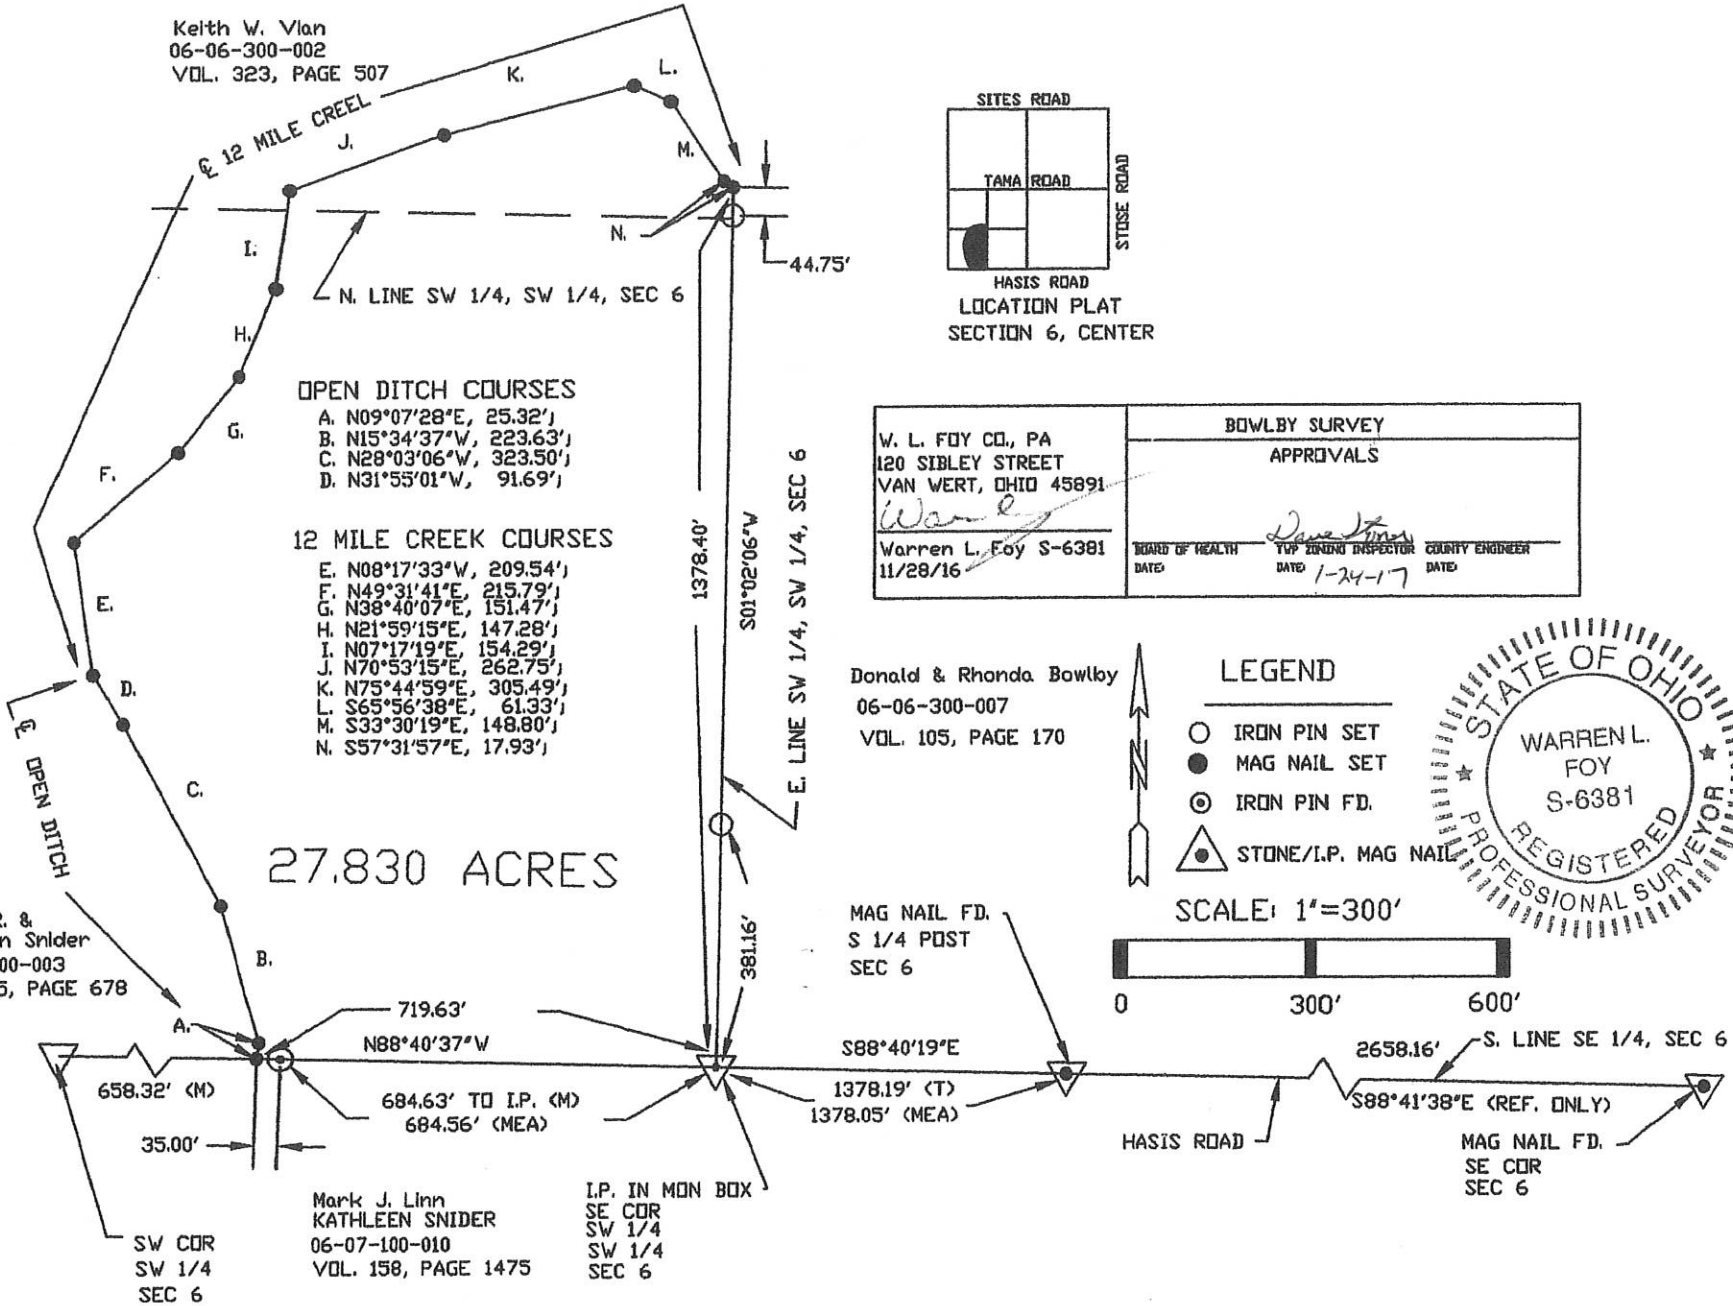 Keith W. Vian
06-06-300-002
VOL. 323, PAGE 507
℄ 12 MILE CREEL
K.
L.
J.
M.
N.
I.
H.
G.
F.
E.
D.
C.
B.
A.
44.75'
N. LINE SW 1/4, SW 1/4, SEC 6
SITES ROAD
TAMA ROAD
STOSE ROAD
HASIS ROAD
LOCATION PLAT
SECTION 6, CENTER
OPEN DITCH COURSES
A. N09°07'28"E, 25.32';
B. N15°34'37"W, 223.63';
C. N28°03'06"W, 323.50';
D. N31°55'01"W, 91.69';
12 MILE CREEK COURSES
E. N08°17'33"W, 209.54';
F. N49°31'41"E, 215.79';
G. N38°40'07"E, 151.47';
H. N21°59'15"E, 147.28';
I. N07°17'19"E, 154.29';
J. N70°53'15"E, 262.75';
K. N75°44'59"E, 305.49';
L. S65°56'38"E, 61.33';
M. S33°30'19"E, 148.80';
N. S57°31'57"E, 17.93';
27.830 ACRES
1378.40'
S01°02'06"W
E. LINE SW 1/4, SW 1/4, SEC 6
381.16'
W. L. FOY CO., PA
120 SIBLEY STREET
VAN WERT, OHIO 45891
Warren L. Foy S-6381
11/28/16
BOWLBY SURVEY
APPROVALS
BOARD OF HEALTH
DATE:
TWP ZONING INSPECTOR
DATE: 1-24-17
COUNTY ENGINEER
DATE:
Donald & Rhonda Bowlby
06-06-300-007
VOL. 105, PAGE 170
N
LEGEND
IRON PIN SET
MAG NAIL SET
IRON PIN FD.
STONE/I.P. MAG NAIL
SCALE: 1"=300'
0 300' 600'
STATE OF OHIO
WARREN L.
FOY
S-6381
REGISTERED
PROFESSIONAL SURVEYOR
℄ OPEN DITCH
R. &
n Snider
00-003
5, PAGE 678
MAG NAIL FD.
S 1/4 POST
SEC 6
719.63'
N88°40'37"W
658.32' (M)
684.63' TO I.P. (M)
684.56' (MEA)
35.00'
S88°40'19"E
1378.19' (T)
1378.05' (MEA)
2658.16'
S. LINE SE 1/4, SEC 6
S88°41'38"E (REF. ONLY)
HASIS ROAD
MAG NAIL FD.
SE COR
SEC 6
SW COR
SW 1/4
SEC 6
Mark J. Linn
KATHLEEN SNIDER
06-07-100-010
VOL. 158, PAGE 1475
I.P. IN MON BOX
SE COR
SW 1/4
SW 1/4
SEC 6